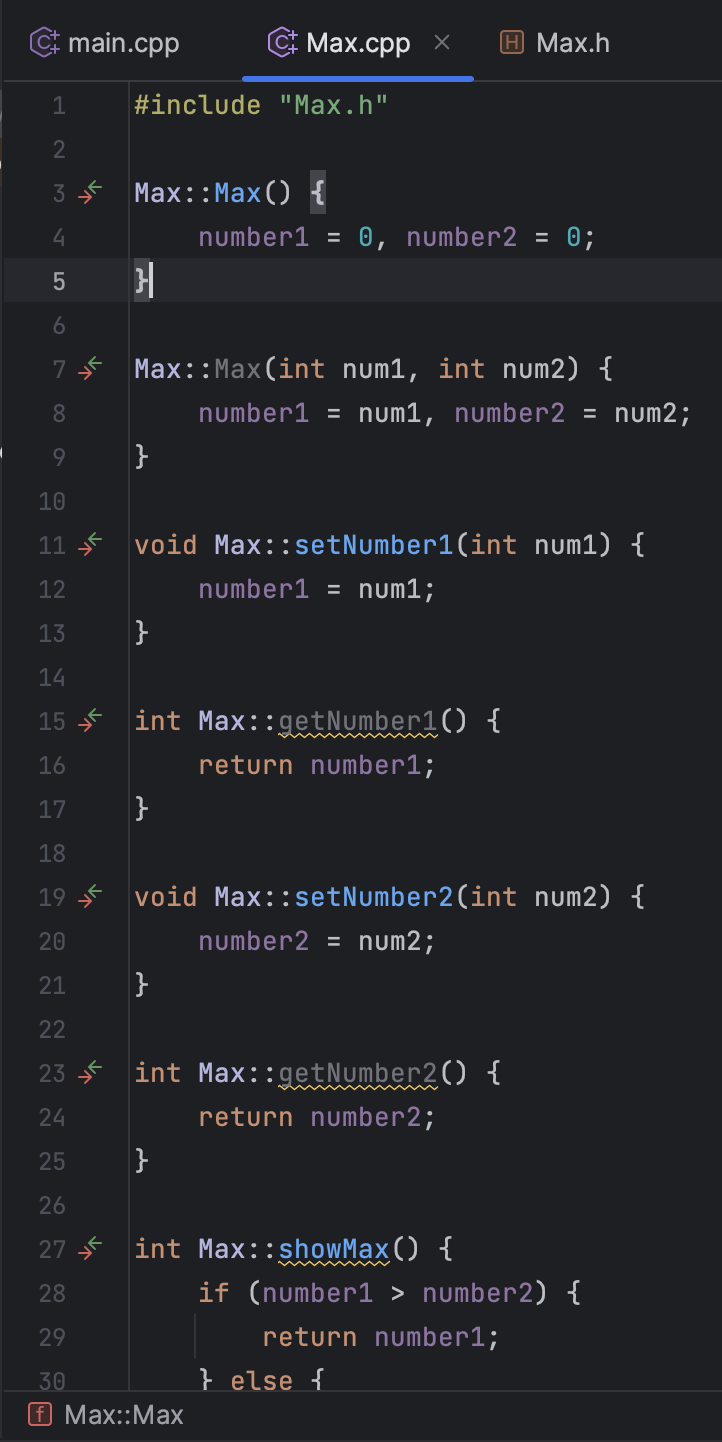 main.cpp Max.cpp × Max.h
1 #include "Max.h"
2
3 Max::Max() {
4     number1 = 0, number2 = 0;
5 }
6
7 Max::Max(int num1, int num2) {
8     number1 = num1, number2 = num2;
9 }
10
11 void Max::setNumber1(int num1) {
12     number1 = num1;
13 }
14
15 int Max::getNumber1() {
16     return number1;
17 }
18
19 void Max::setNumber2(int num2) {
20     number2 = num2;
21 }
22
23 int Max::getNumber2() {
24     return number2;
25 }
26
27 int Max::showMax() {
28     if (number1 > number2) {
29         return number1;
30     } else {
f Max::Max